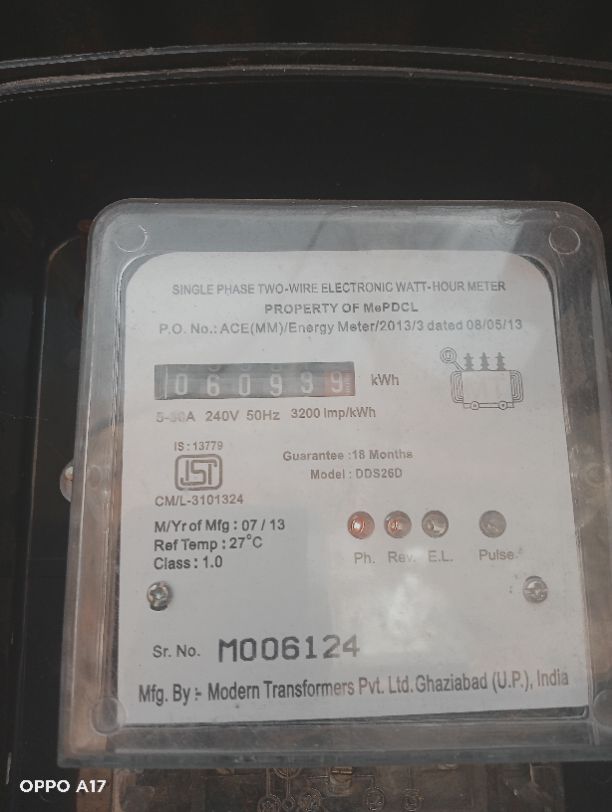 SINGLE PHASE TWO-WIRE ELECTRONIC WATT-HOUR METER
PROPERTY OF MePDCL
P.O. No.: ACE(MM)/Energy Meter/2013/3 dated 08/05/13
060999 kWh
5-30A 240V 50Hz 3200 Imp/kWh
IS : 13779
ISI
CM/L-3101324
Guarantee :18 Months
Model : DDS26D
M/Yr of Mfg : 07 / 13
Ref Temp : 27°C
Class : 1.0
Ph. Rev. E.L. Pulse
Sr. No. M006124
Mfg. By :- Modern Transformers Pvt. Ltd. Ghaziabad (U.P.), India
OPPO A17